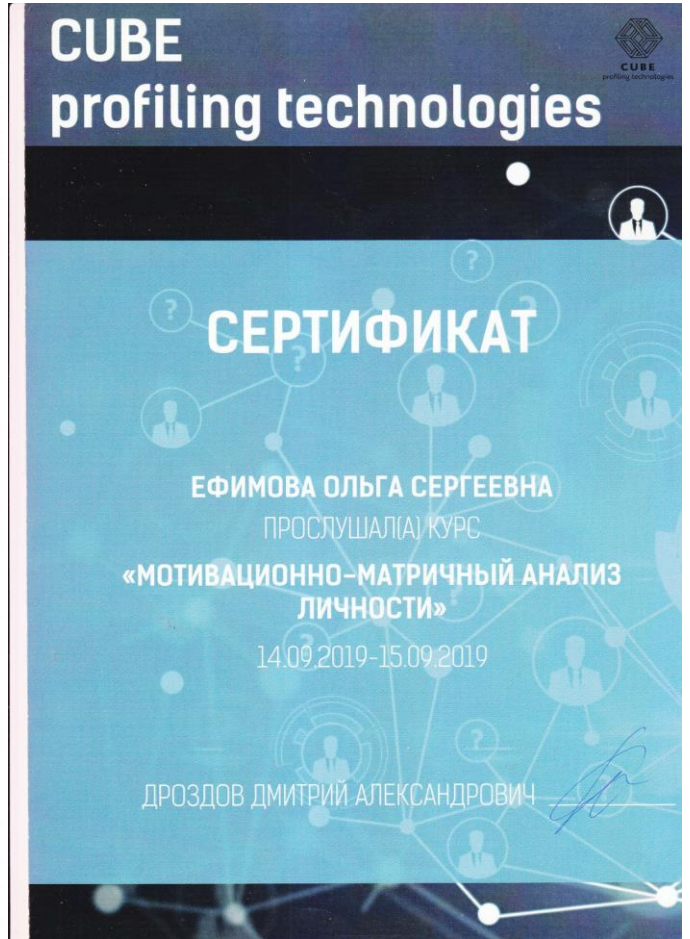 CUBE
profiling technologies
CUBE
profiling technologies
СЕРТИФИКАТ
ЕФИМОВА ОЛЬГА СЕРГЕЕВНА
ПРОСЛУШАЛ(А) КУРС
«МОТИВАЦИОННО-МАТРИЧНЫЙ АНАЛИЗ
ЛИЧНОСТИ»
14.09.2019-15.09.2019
ДРОЗДОВ ДМИТРИЙ АЛЕКСАНДРОВИЧ